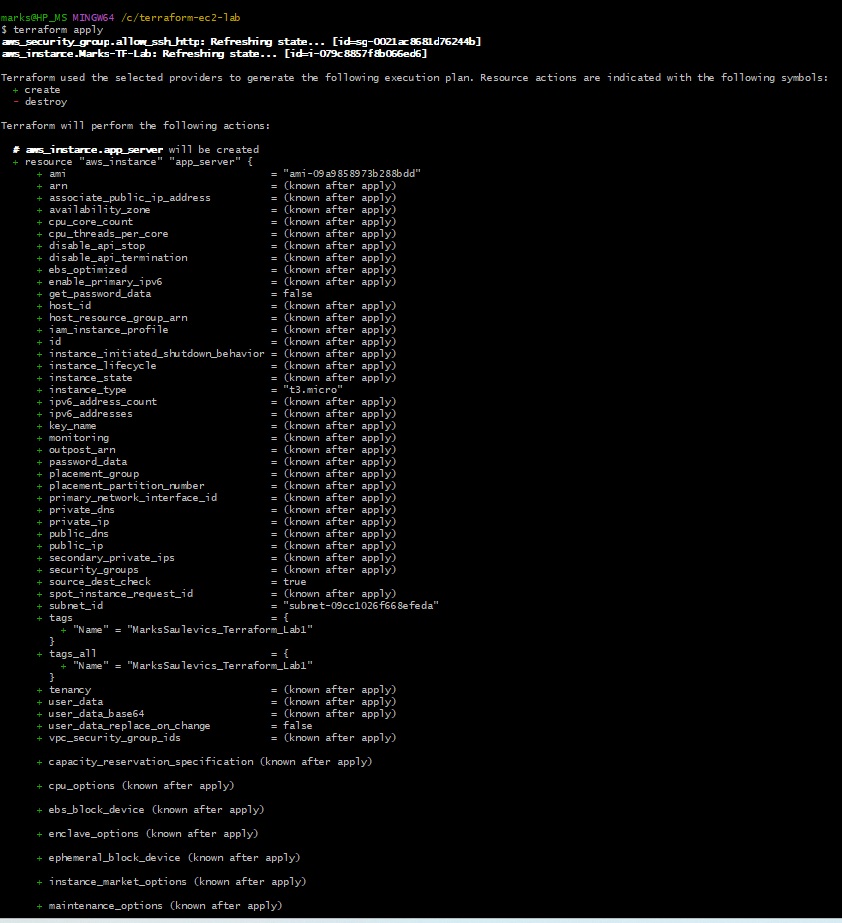 marks@HP_MS MINGW64 /c/terraform-ec2-lab
$ terraform apply
aws_security_group.allow_ssh_http: Refreshing state... [id=sg-0021ac8681d76244b]
aws_instance.Marks-TF-Lab: Refreshing state... [id=i-079c8857f8b066ed6]
Terraform used the selected providers to generate the following execution plan. Resource actions are indicated with the following symbols:
+ create
- destroy
Terraform will perform the following actions:
# aws_instance.app_server will be created
+ resource "aws_instance" "app_server" {
+ ami = "ami-09a9858973b288bdd"
+ arn = (known after apply)
+ associate_public_ip_address = (known after apply)
+ availability_zone = (known after apply)
+ cpu_core_count = (known after apply)
+ cpu_threads_per_core = (known after apply)
+ disable_api_stop = (known after apply)
+ disable_api_termination = (known after apply)
+ ebs_optimized = (known after apply)
+ enable_primary_ipv6 = (known after apply)
+ get_password_data = false
+ host_id = (known after apply)
+ host_resource_group_arn = (known after apply)
+ iam_instance_profile = (known after apply)
+ id = (known after apply)
+ instance_initiated_shutdown_behavior = (known after apply)
+ instance_lifecycle = (known after apply)
+ instance_state = (known after apply)
+ instance_type = "t3.micro"
+ ipv6_address_count = (known after apply)
+ ipv6_addresses = (known after apply)
+ key_name = (known after apply)
+ monitoring = (known after apply)
+ outpost_arn = (known after apply)
+ password_data = (known after apply)
+ placement_group = (known after apply)
+ placement_partition_number = (known after apply)
+ primary_network_interface_id = (known after apply)
+ private_dns = (known after apply)
+ private_ip = (known after apply)
+ public_dns = (known after apply)
+ public_ip = (known after apply)
+ secondary_private_ips = (known after apply)
+ security_groups = (known after apply)
+ source_dest_check = true
+ spot_instance_request_id = (known after apply)
+ subnet_id = "subnet-09cc1026f668efeda"
+ tags = {
+ "Name" = "MarksSaulevics_Terraform_Lab1"
}
+ tags_all = {
+ "Name" = "MarksSaulevics_Terraform_Lab1"
}
+ tenancy = (known after apply)
+ user_data = (known after apply)
+ user_data_base64 = (known after apply)
+ user_data_replace_on_change = false
+ vpc_security_group_ids = (known after apply)
+ capacity_reservation_specification (known after apply)
+ cpu_options (known after apply)
+ ebs_block_device (known after apply)
+ enclave_options (known after apply)
+ ephemeral_block_device (known after apply)
+ instance_market_options (known after apply)
+ maintenance_options (known after apply)